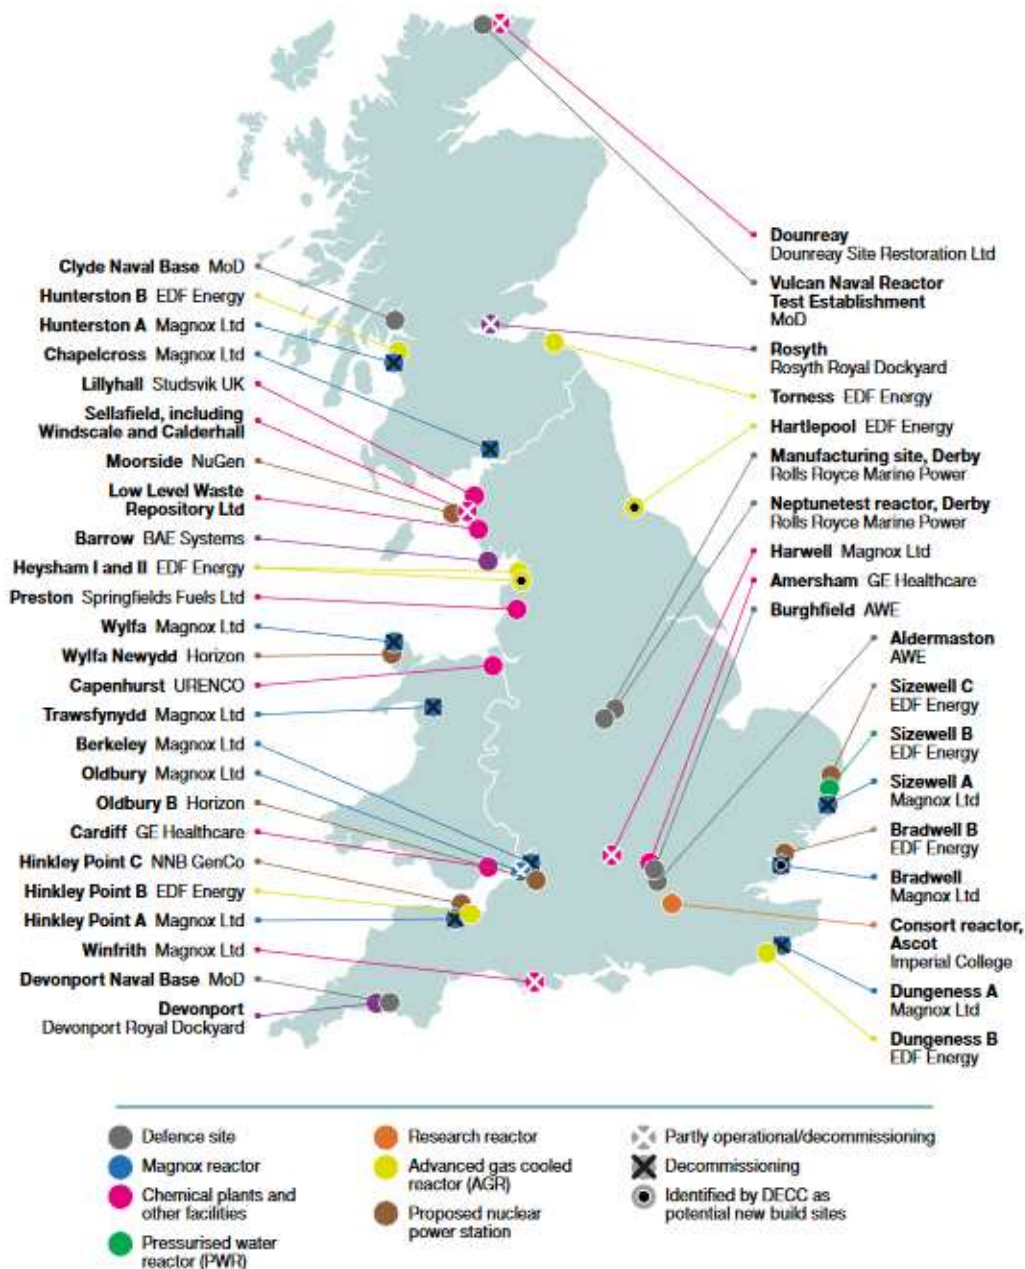 Clyde Naval Base MoD
Hunterston B EDF Energy
Hunterston A Magnox Ltd
Chapelcross Magnox Ltd
Lillyhall Studsvik UK
Sellafield, including
Windscale and Calderhall
Moorside NuGen
Low Level Waste
Repository Ltd
Barrow BAE Systems
Heysham I and II EDF Energy
Preston Springfields Fuels Ltd
Wylfa Magnox Ltd
Wylfa Newydd Horizon
Capenhurst URENCO
Trawsfynydd Magnox Ltd
Berkeley Magnox Ltd
Oldbury Magnox Ltd
Oldbury B Horizon
Cardiff GE Healthcare
Hinkley Point C NNB GenCo
Hinkley Point B EDF Energy
Hinkley Point A Magnox Ltd
Winfrith Magnox Ltd
Devonport Naval Base MoD
Devonport
Devonport Royal Dockyard
Dounreay
Dounreay Site Restoration Ltd
Vulcan Naval Reactor
Test Establishment
MoD
Rosyth
Rosyth Royal Dockyard
Torness EDF Energy
Hartlepool EDF Energy
Manufacturing site, Derby
Rolls Royce Marine Power
Neptunetest reactor, Derby
Rolls Royce Marine Power
Harwell Magnox Ltd
Amersham GE Healthcare
Burghfield AWE
Aldermaston
AWE
Sizewell C
EDF Energy
Sizewell B
EDF Energy
Sizewell A
Magnox Ltd
Bradwell B
EDF Energy
Bradwell
Magnox Ltd
Consort reactor,
Ascot
Imperial College
Dungeness A
Magnox Ltd
Dungeness B
EDF Energy
Defence site
Magnox reactor
Chemical plants and
other facilities
Pressurised water
reactor (PWR)
Research reactor
Advanced gas cooled
reactor (AGR)
Proposed nuclear
power station
Partly operational/decommissioning
Decommissioning
Identified by DECC as
potential new build sites